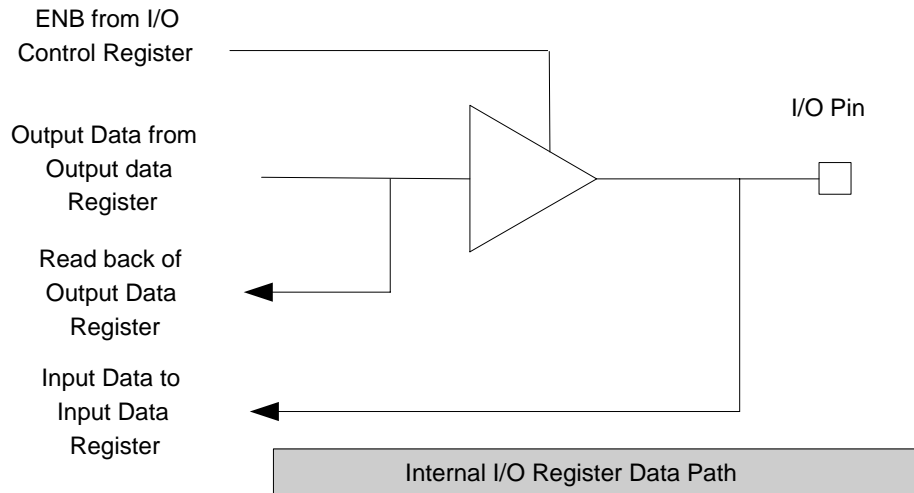 ENB from I/O
Control Register
I/O Pin
Output Data from
Output data
Register
Read back of
Output Data
Register
Input Data to
Input Data
Register
Internal I/O Register Data Path